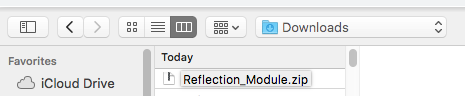 Downloads
Favorites
Today
iCloud Drive
Reflection_Module.zip